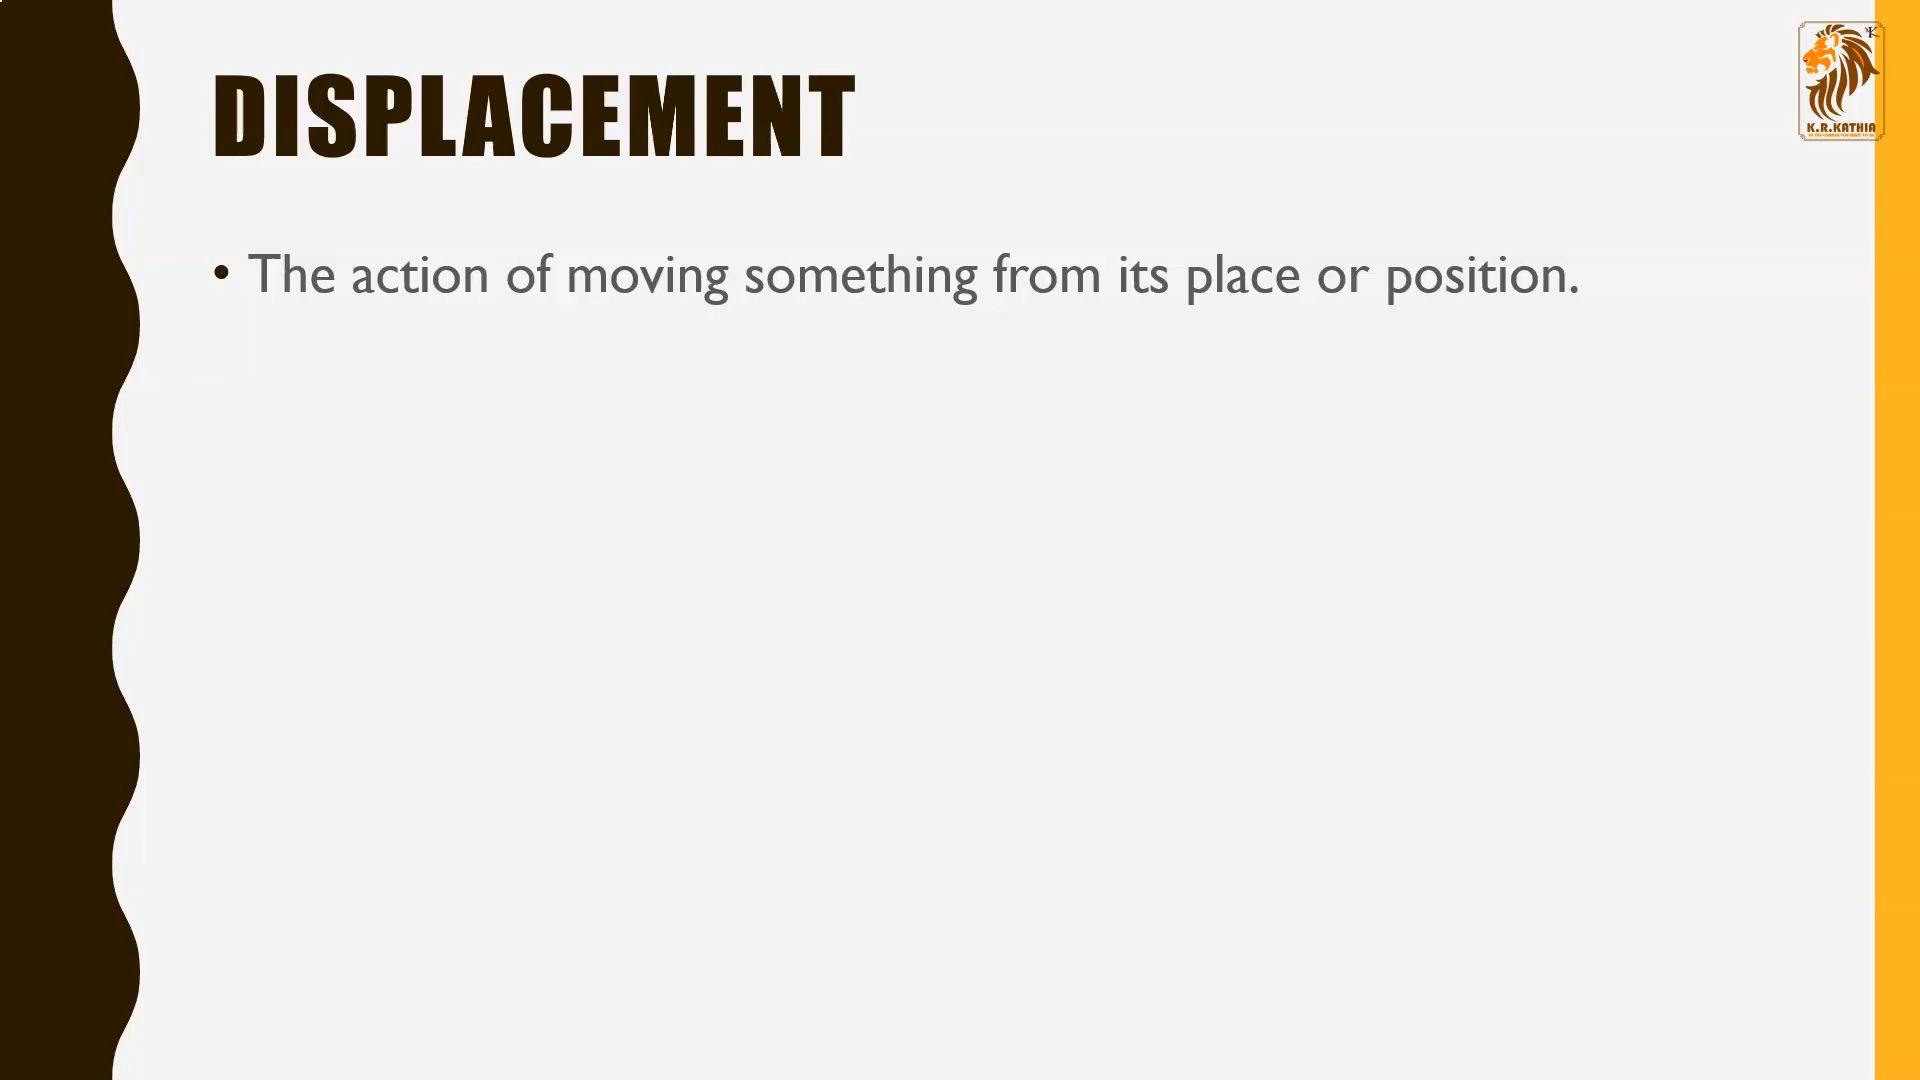 DISPLACEMENT
• The action of moving something from its place or position.
K.R.KATHIA